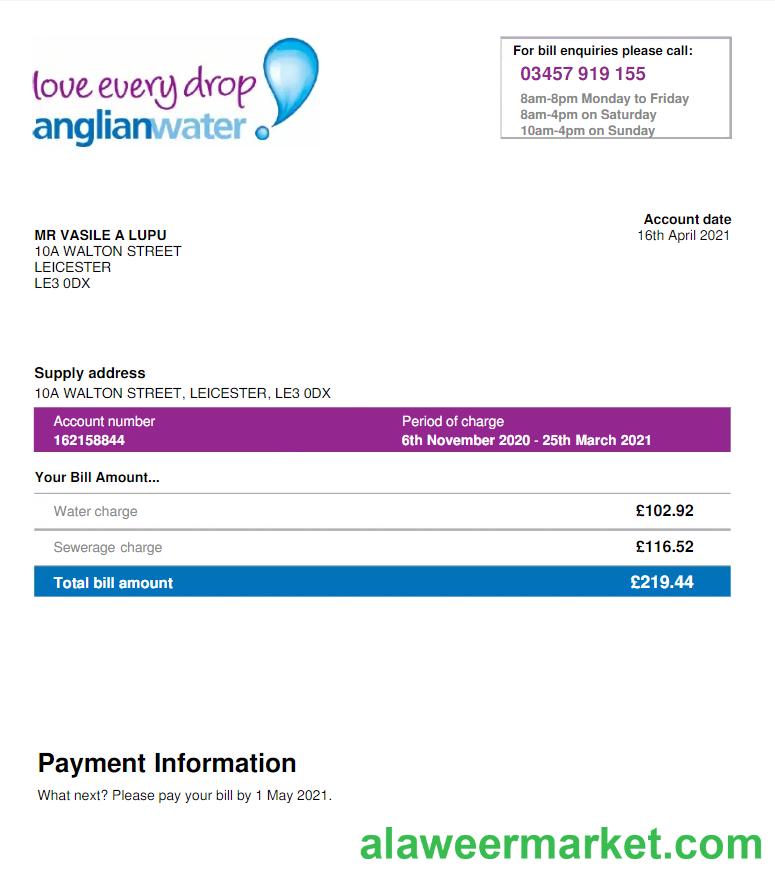 love every drop
anglianwater
For bill enquiries please call:
03457 919 155
8am-8pm Monday to Friday
8am-4pm on Saturday
10am-4pm on Sunday
Account date
16th April 2021
MR VASILE A LUPU
10A WALTON STREET
LEICESTER
LE3 0DX
Supply address
10A WALTON STREET, LEICESTER, LE3 0DX
Account number Period of charge
162158844 6th November 2020 - 25th March 2021
Your Bill Amount...
Water charge £102.92
Sewerage charge £116.52
Total bill amount £219.44
Payment Information
What next? Please pay your bill by 1 May 2021.
alaweermarket.com